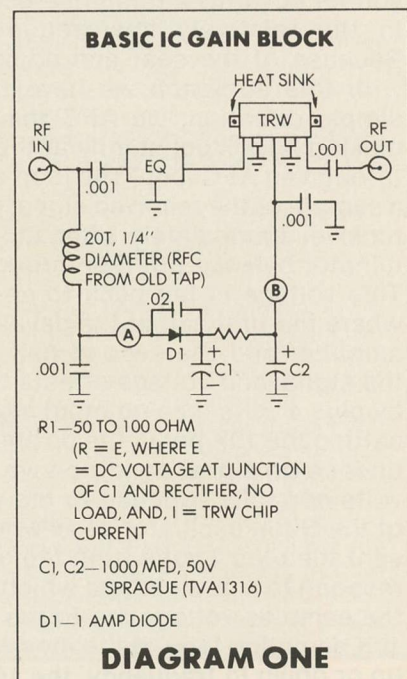 BASIC IC GAIN BLOCK
HEAT SINK
RF IN
TRW
RF OUT
.001
EQ
.001
.001
20T, 1/4" DIAMETER (RFC FROM OLD TAP)
B
.02
A
D1
+
C1
-
+
C2
-
.001
R1—50 TO 100 OHM
(R = E, WHERE E
= DC VOLTAGE AT JUNCTION
OF C1 AND RECTIFIER, NO
LOAD, AND, I = TRW CHIP
CURRENT
C1, C2—1000 MFD, 50V
SPRAGUE (TVA1316)
D1—1 AMP DIODE
DIAGRAM ONE